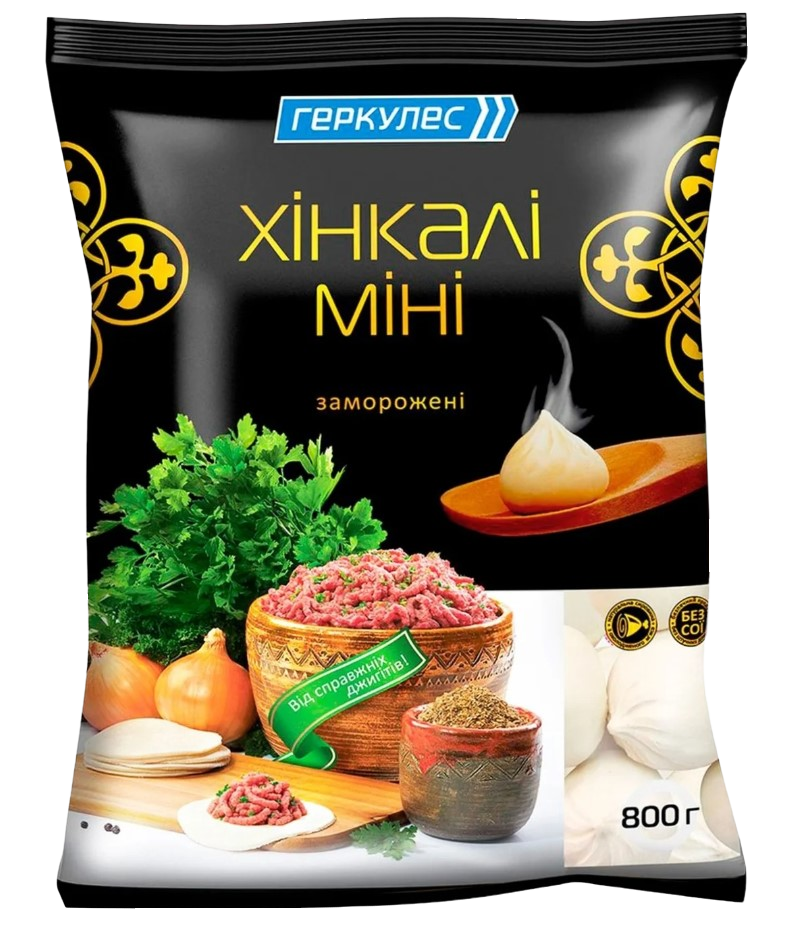 ГЕРКУЛЕС
хінкалі
міні
заморожені
Від справжніх
джигітів!
БЕЗ
СОЇ
800 г